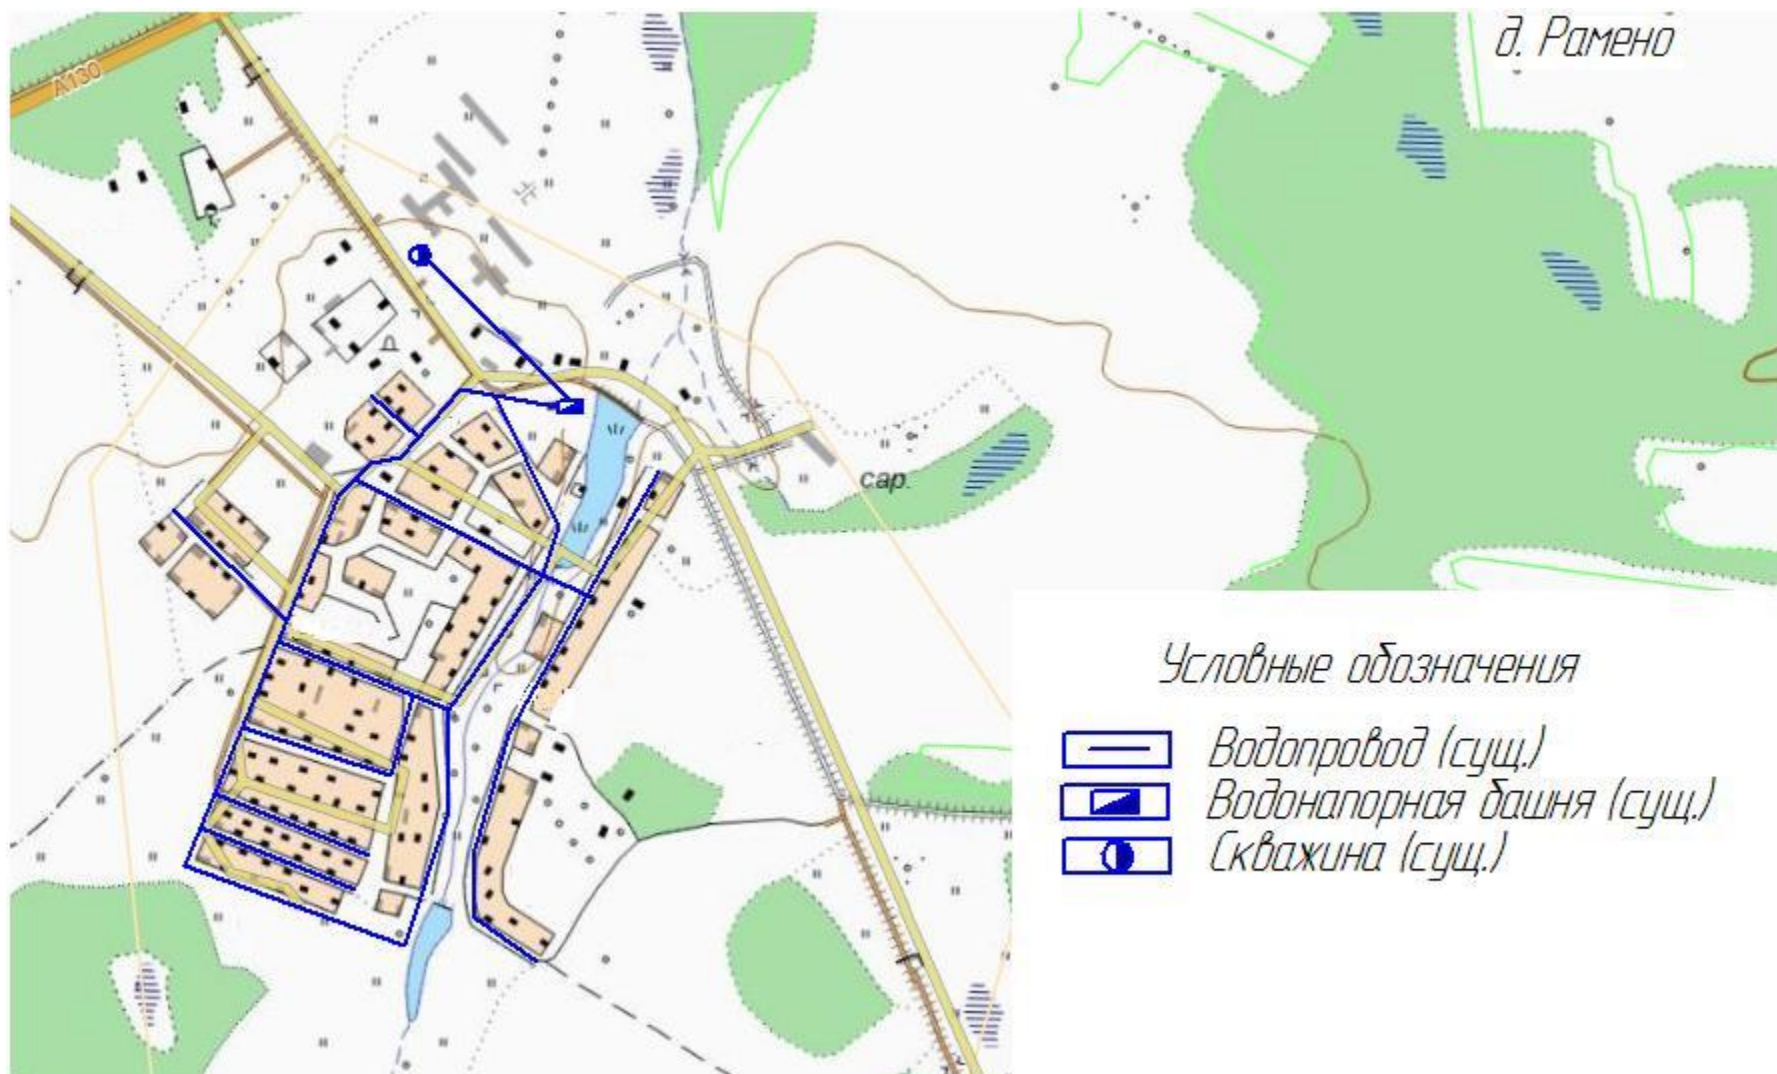 д. Рамено
А130
сар.
Условные обозначения
Водопровод (сущ.)
Водонапорная башня (сущ.)
Скважина (сущ.)